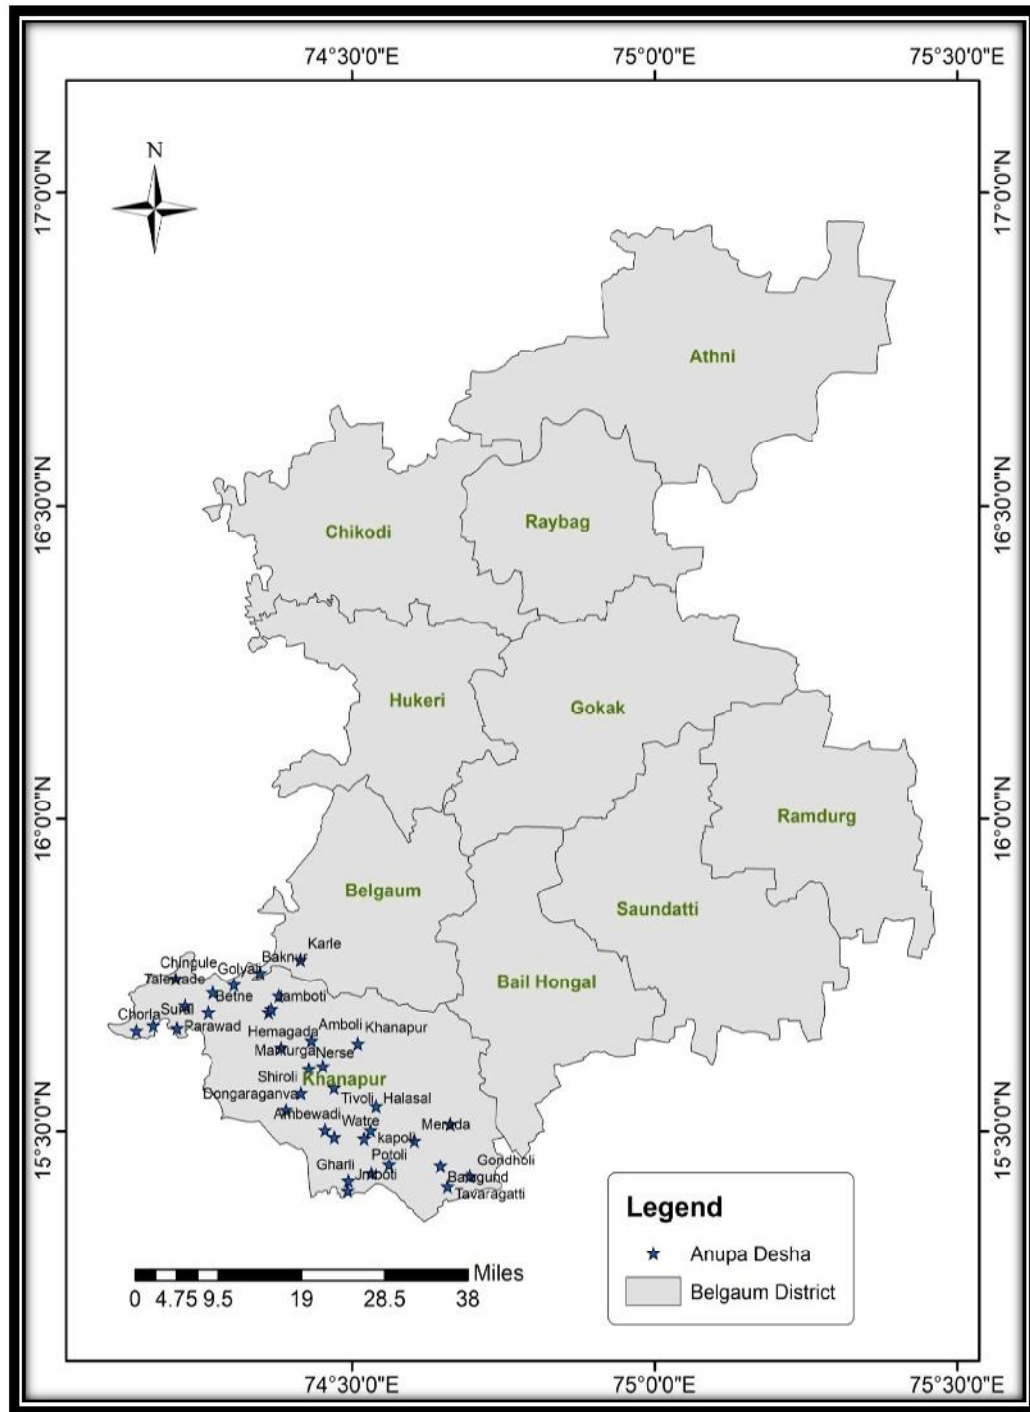 74°30'0"E 75°0'0"E 75°30'0"E
N
17°0'0"N
17°0'0"N
Athni
16°30'0"N
16°30'0"N
Chikodi
Raybag
Hukeri
Gokak
16°0'0"N
16°0'0"N
Ramdurg
Belgaum
Saundatti
Bail Hongal
Karle
Baknur
Chingule
Golyali
Talewade
Betne
Jamboti
Chorla
Parawad
Hemagada
Amboli
Khanapur
Nerse
Shiroli
Khanapur
Dongaraganva
Tivoli
Halasal
Ambewadi
Watre
Merda
kapoli
15°30'0"N
15°30'0"N
Potoli
Gharli
Gondholi
Tavaragatti
Legend
Anupa Desha
Belgaum District
Miles
0 4.75 9.5 19 28.5 38
74°30'0"E 75°0'0"E 75°30'0"E